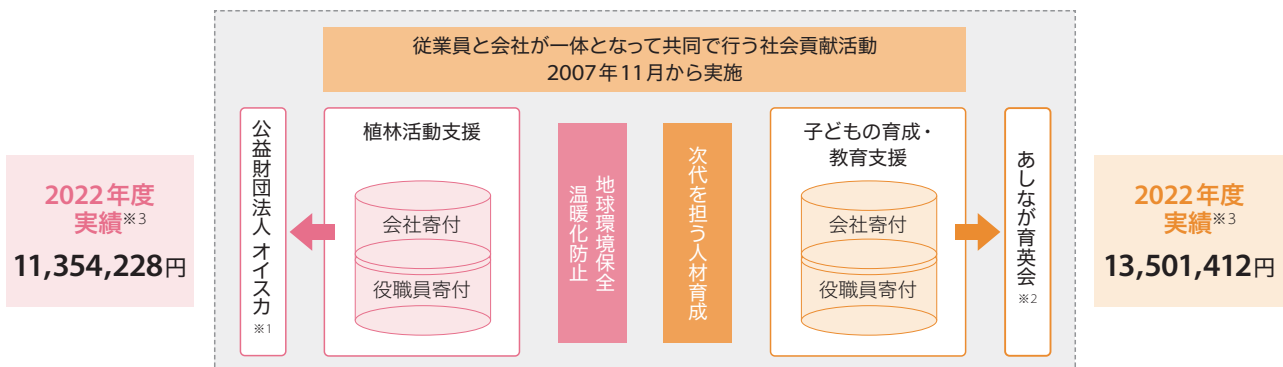 従業員と会社が一体となって共同で行う社会貢献活動
2007年11月から実施
2022年度
実績※3
11,354,228円
公益財団法人 オイスカ ※1
植林活動支援
会社寄付
役職員寄付
地球環境保全
温暖化防止
次代を担う人材育成
子どもの育成・
教育支援
会社寄付
役職員寄付
あしなが育英会 ※2
2022年度
実績※3
13,501,412円